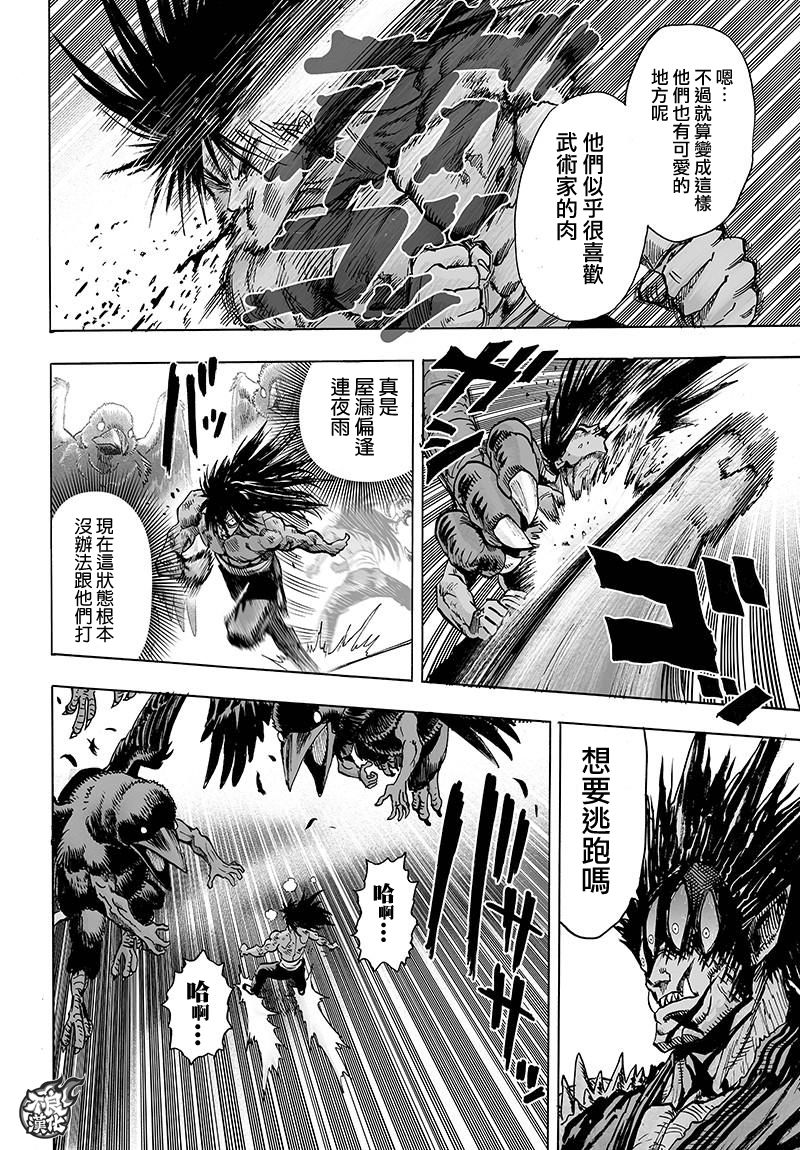 嗯…
不過就算變成這樣
他們也有可愛的
地方呢
他們似乎很喜歡
武術家的肉
真是
屋漏偏逢
連夜雨
現在這狀態根本
沒辦法跟他們打
想要逃跑嗎
哈啊…
哈啊…
漢化